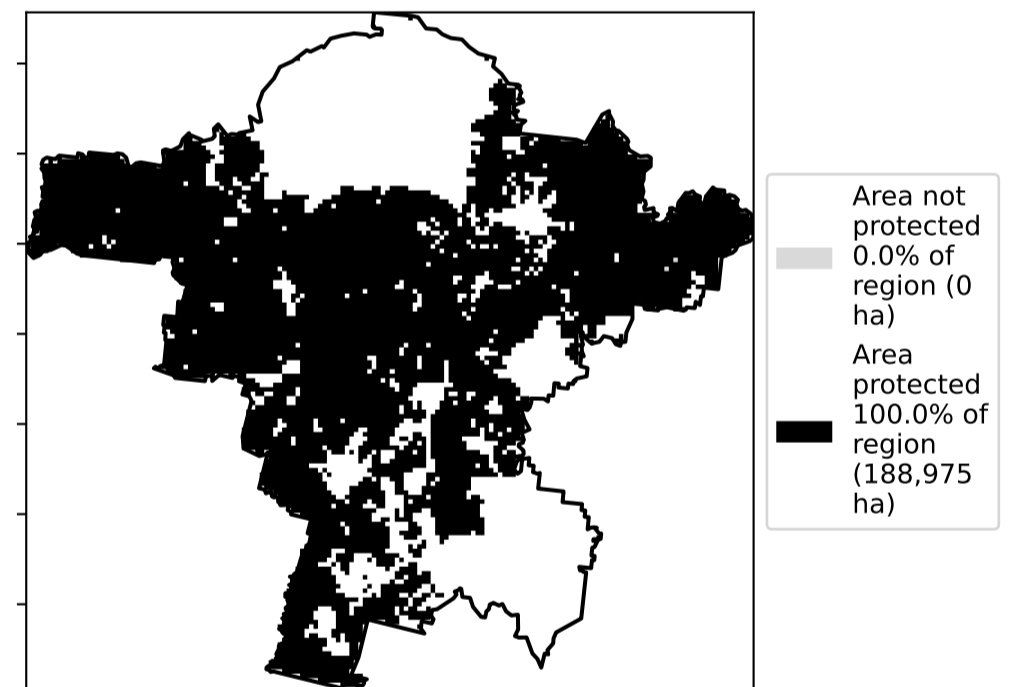 Area not
protected
0.0% of
region (0
ha)
Area
protected
100.0% of
region
(188,975
ha)